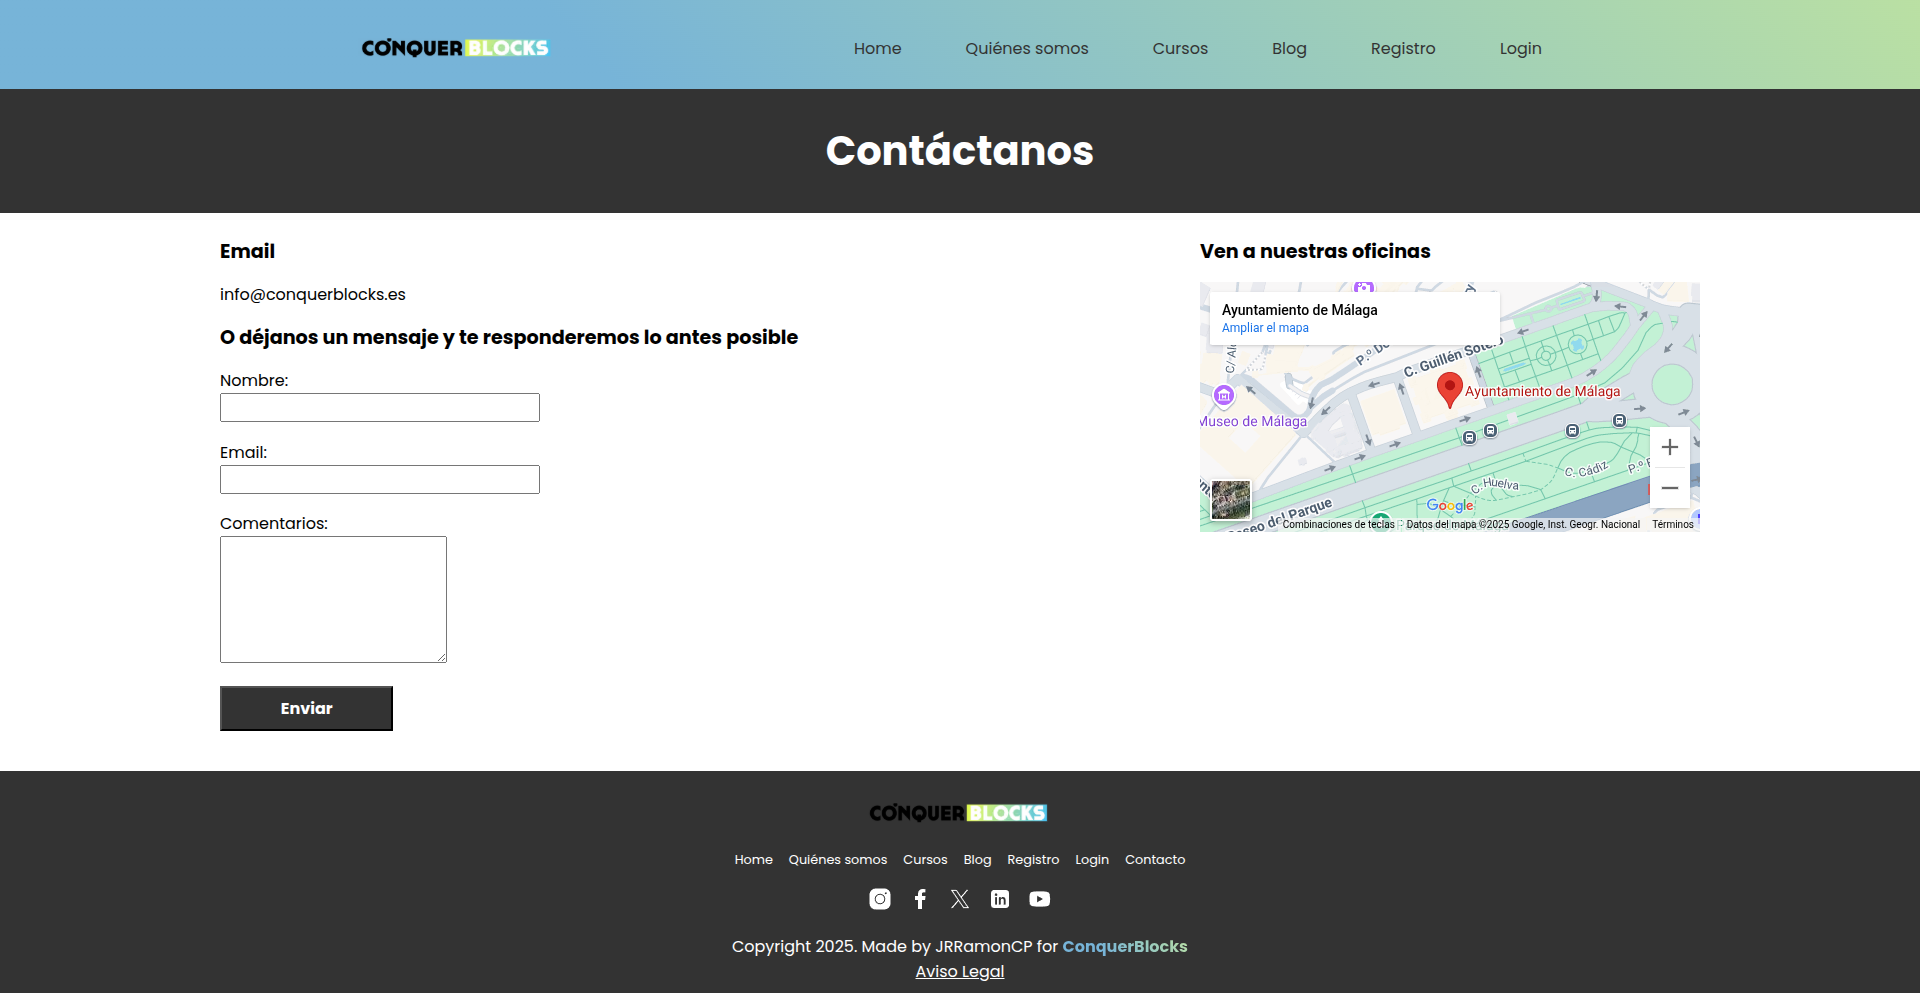 CONQUER BLOCKS
Home
Quiénes somos
Cursos
Blog
Registro
Login
Contáctanos
Email
info@conquerblocks.es
O déjanos un mensaje y te responderemos lo antes posible
Nombre:
Email:
Comentarios:
Enviar
Ven a nuestras oficinas
Ayuntamiento de Málaga
Ampliar el mapa
C. Guillén Sotelo
Ayuntamiento de Málaga
Museo de Málaga
C. Cádiz
C. Huelva
Google
Combinaciones de teclas
Datos del mapa ©2025 Google, Inst. Geogr. Nacional
Términos
CONQUER BLOCKS
Home
Quiénes somos
Cursos
Blog
Registro
Login
Contacto
Copyright 2025. Made by JRRamonCP for ConquerBlocks
Aviso Legal